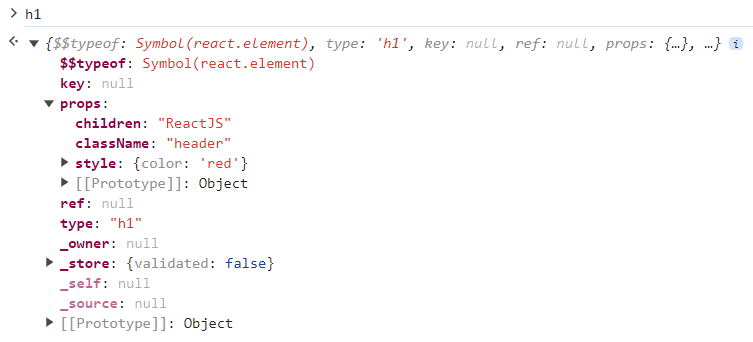 > h1
{$$typeof: Symbol(react.element), type: 'h1', key: null, ref: null, props: {…}, …} i
$$typeof: Symbol(react.element)
key: null
props:
children: "ReactJS"
className: "header"
style: {color: 'red'}
[[Prototype]]: Object
ref: null
type: "h1"
_owner: null
_store: {validated: false}
_self: null
_source: null
[[Prototype]]: Object